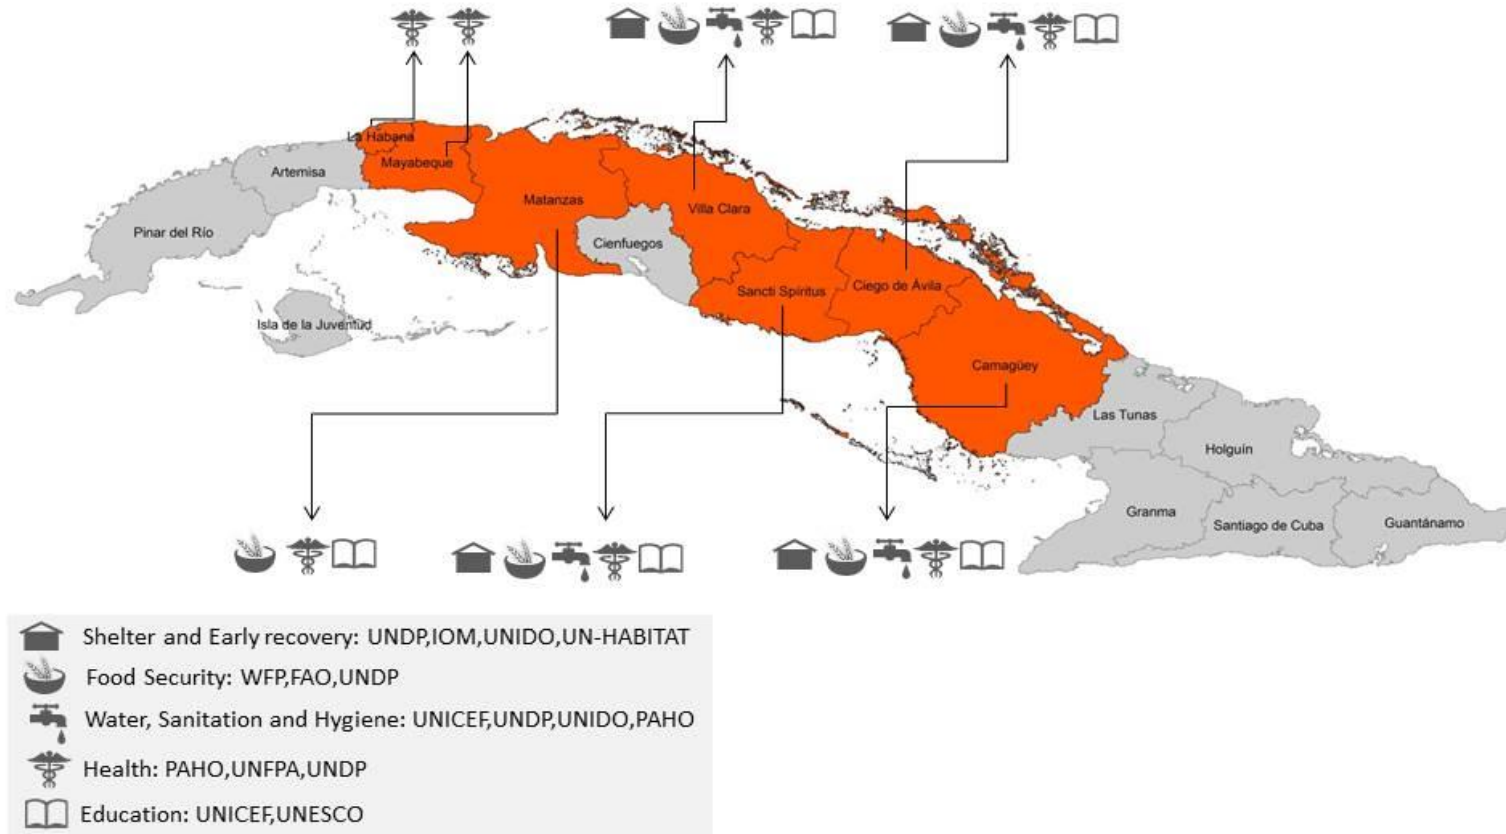 La Habana
Mayabeque
Artemisa
Matanzas
Villa Clara
Pinar del Río
Cienfuegos
Sancti Spíritus
Ciego de Ávila
Isla de la Juventud
Camagüey
Las Tunas
Holguín
Granma
Santiago de Cuba
Guantánamo
Shelter and Early recovery: UNDP,IOM,UNIDO,UN-HABITAT
Food Security: WFP,FAO,UNDP
Water, Sanitation and Hygiene: UNICEF,UNDP,UNIDO,PAHO
Health: PAHO,UNFPA,UNDP
Education: UNICEF,UNESCO